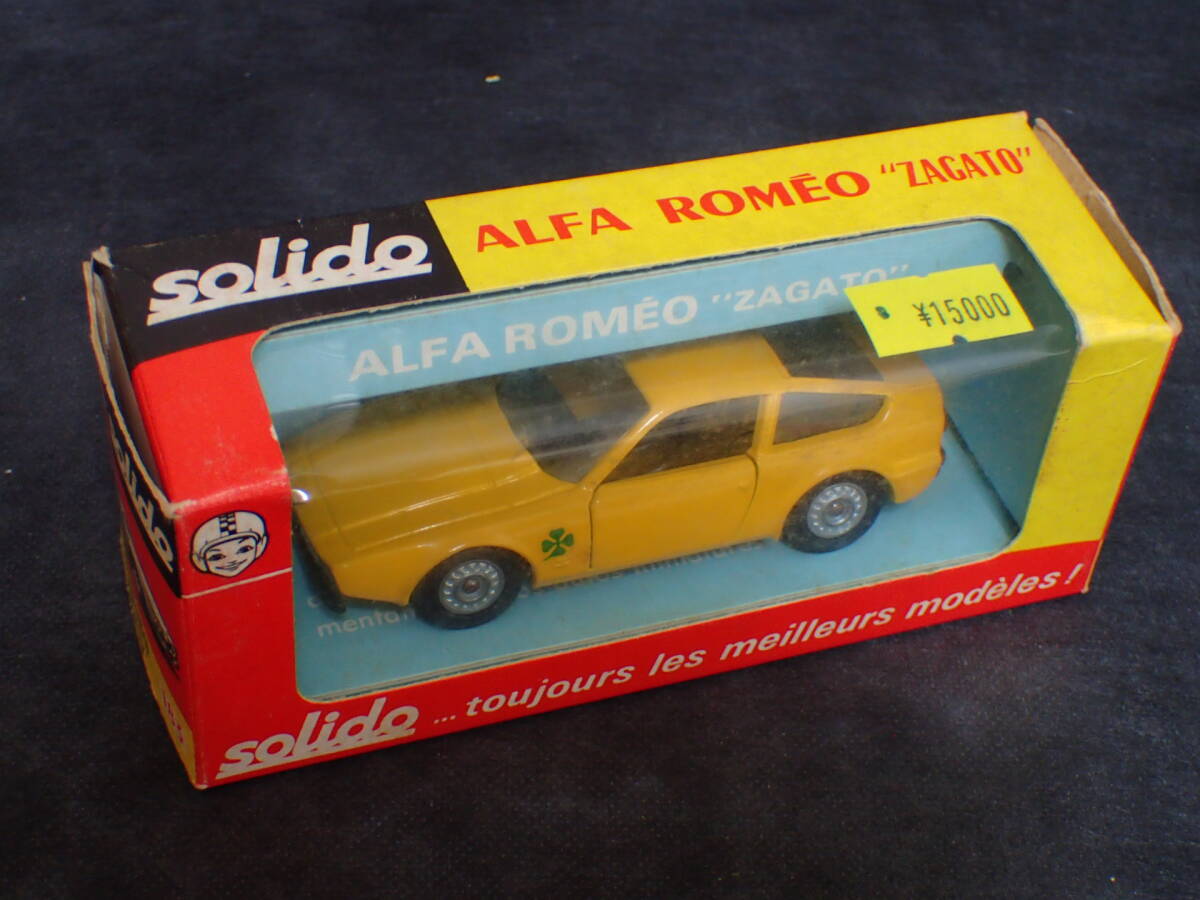 solido
ALFA ROMÉO "ZAGATO"
ALFA ROMÉO "ZAGATO"
s ¥15000
solido
solido ... toujours les meilleurs modèles!